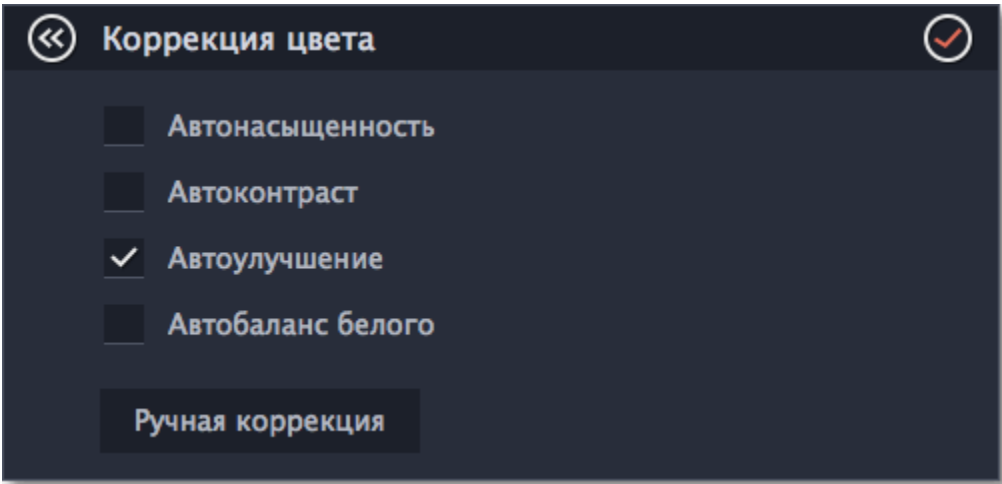 Коррекция цвета
Автонасыщенность
Автоконтраст
Автоулучшение
Автобаланс белого
Ручная коррекция